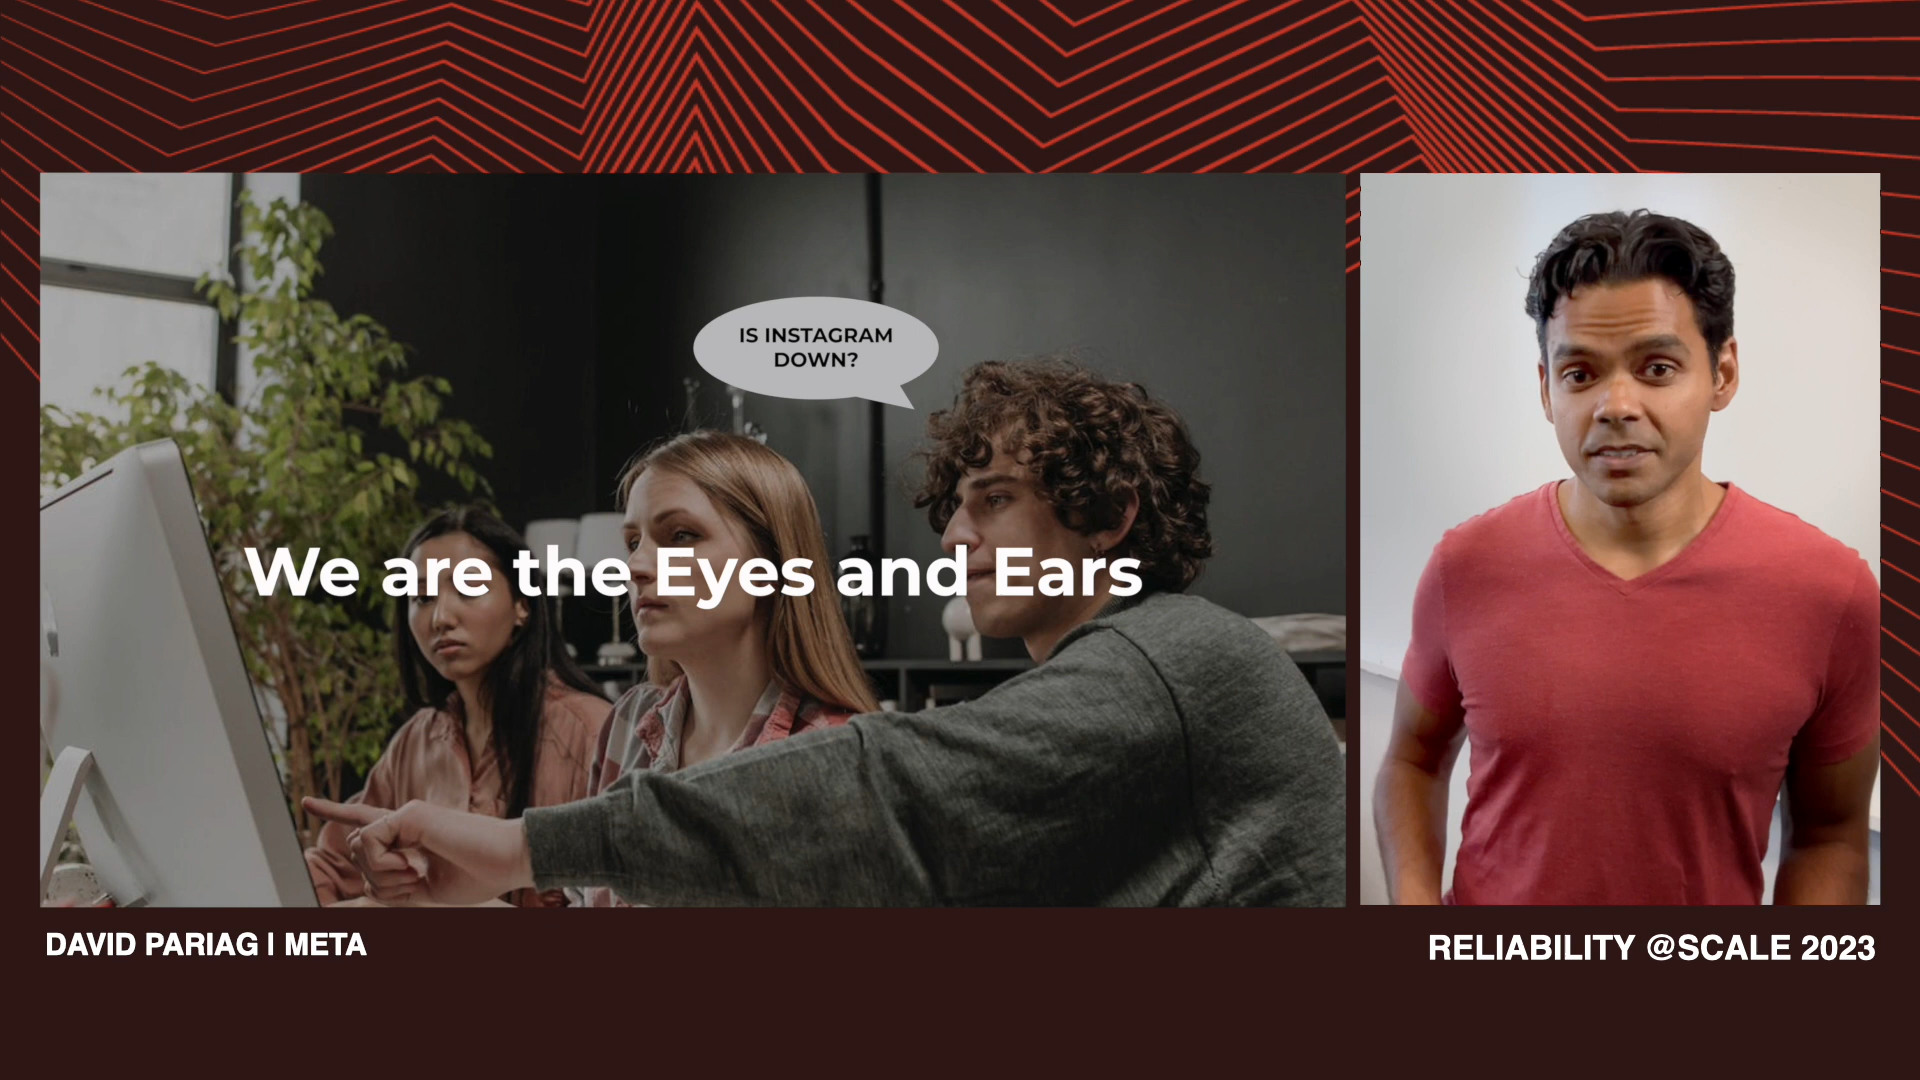 IS INSTAGRAM
DOWN?
We are the Eyes and Ears
DAVID PARIAG | META
RELIABILITY @SCALE 2023